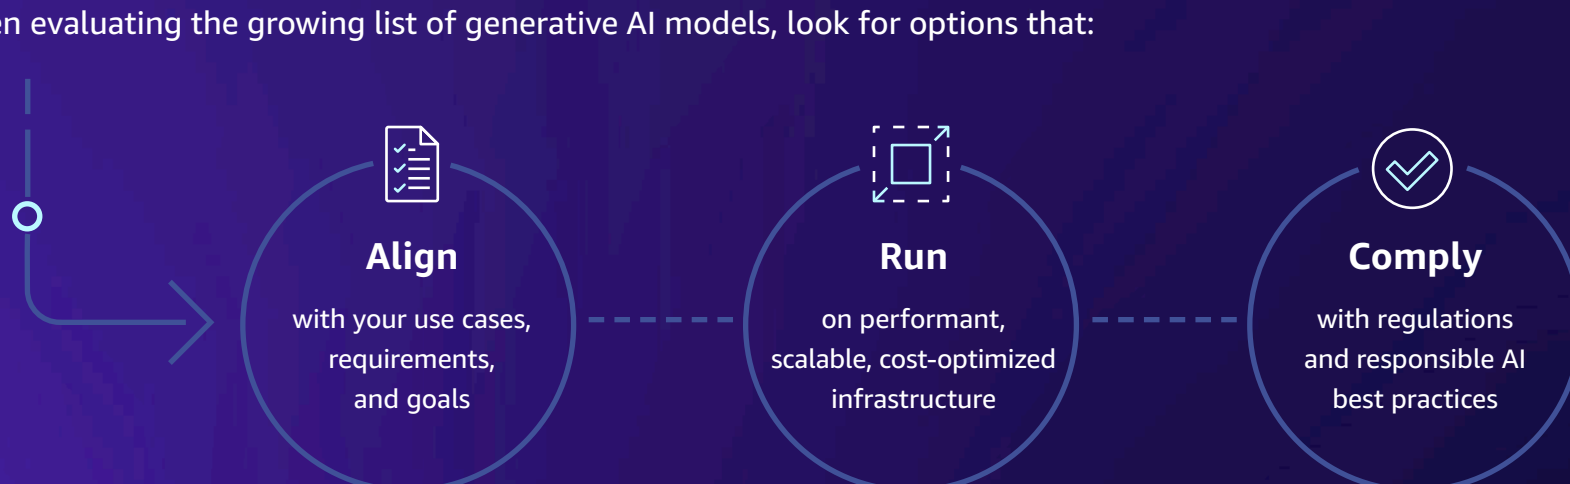 en evaluating the growing list of generative AI models, look for options that:
Align
with your use cases,
requirements,
and goals
Run
on performant,
scalable, cost-optimized
infrastructure
Comply
with regulations
and responsible AI
best practices